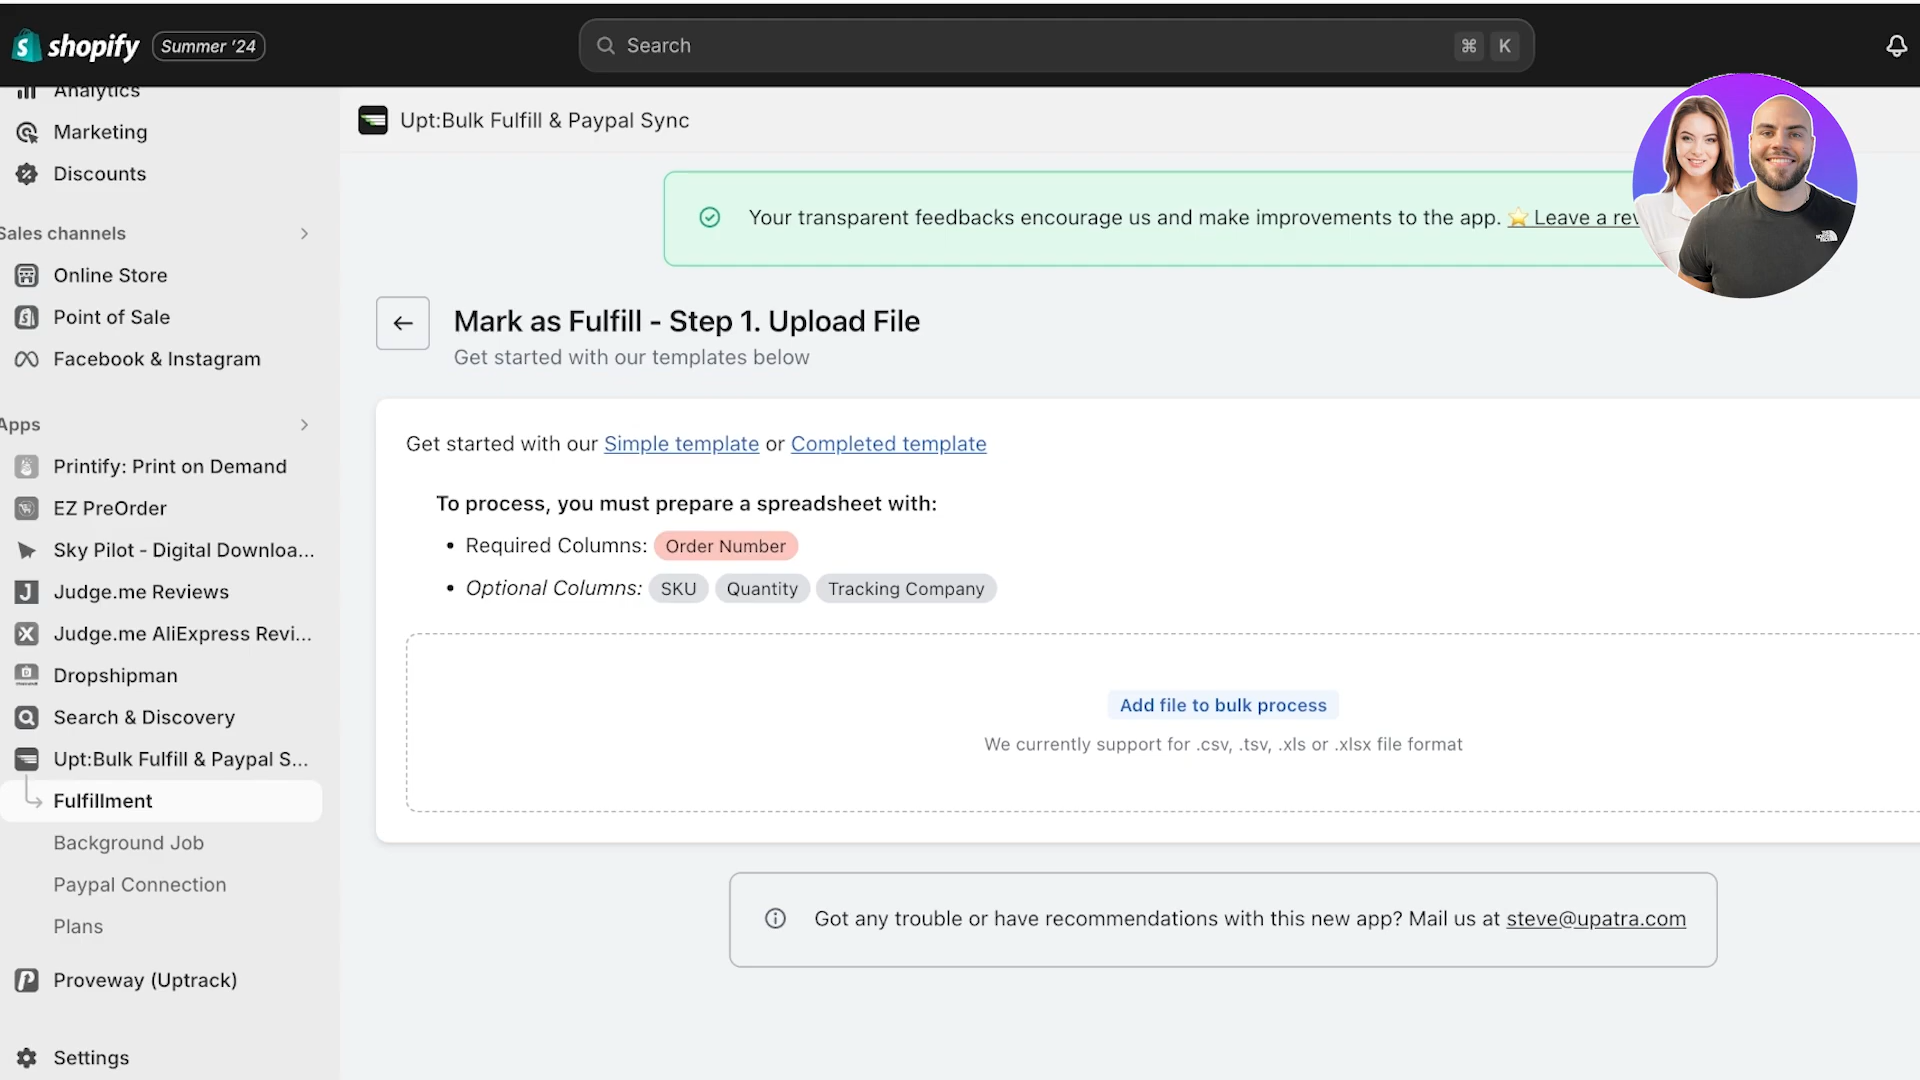 shopify Summer '24
Search
⌘ K
Analytics
Marketing
Discounts
Sales channels
Online Store
Point of Sale
Facebook & Instagram
Apps
Printify: Print on Demand
EZ PreOrder
Sky Pilot - Digital Downloa...
Judge.me Reviews
Judge.me AliExpress Revi...
Dropshipman
Search & Discovery
Upt:Bulk Fulfill & Paypal S...
Fulfillment
Background Job
Paypal Connection
Plans
Proveway (Uptrack)
Settings
Upt:Bulk Fulfill & Paypal Sync
Your transparent feedbacks encourage us and make improvements to the app. ⭐ Leave a rev
Mark as Fulfill - Step 1. Upload File
Get started with our templates below
Get started with our Simple template or Completed template
To process, you must prepare a spreadsheet with:
• Required Columns: Order Number
• Optional Columns: SKU Quantity Tracking Company
Add file to bulk process
We currently support for .csv, .tsv, .xls or .xlsx file format
Got any trouble or have recommendations with this new app? Mail us at steve@upatra.com